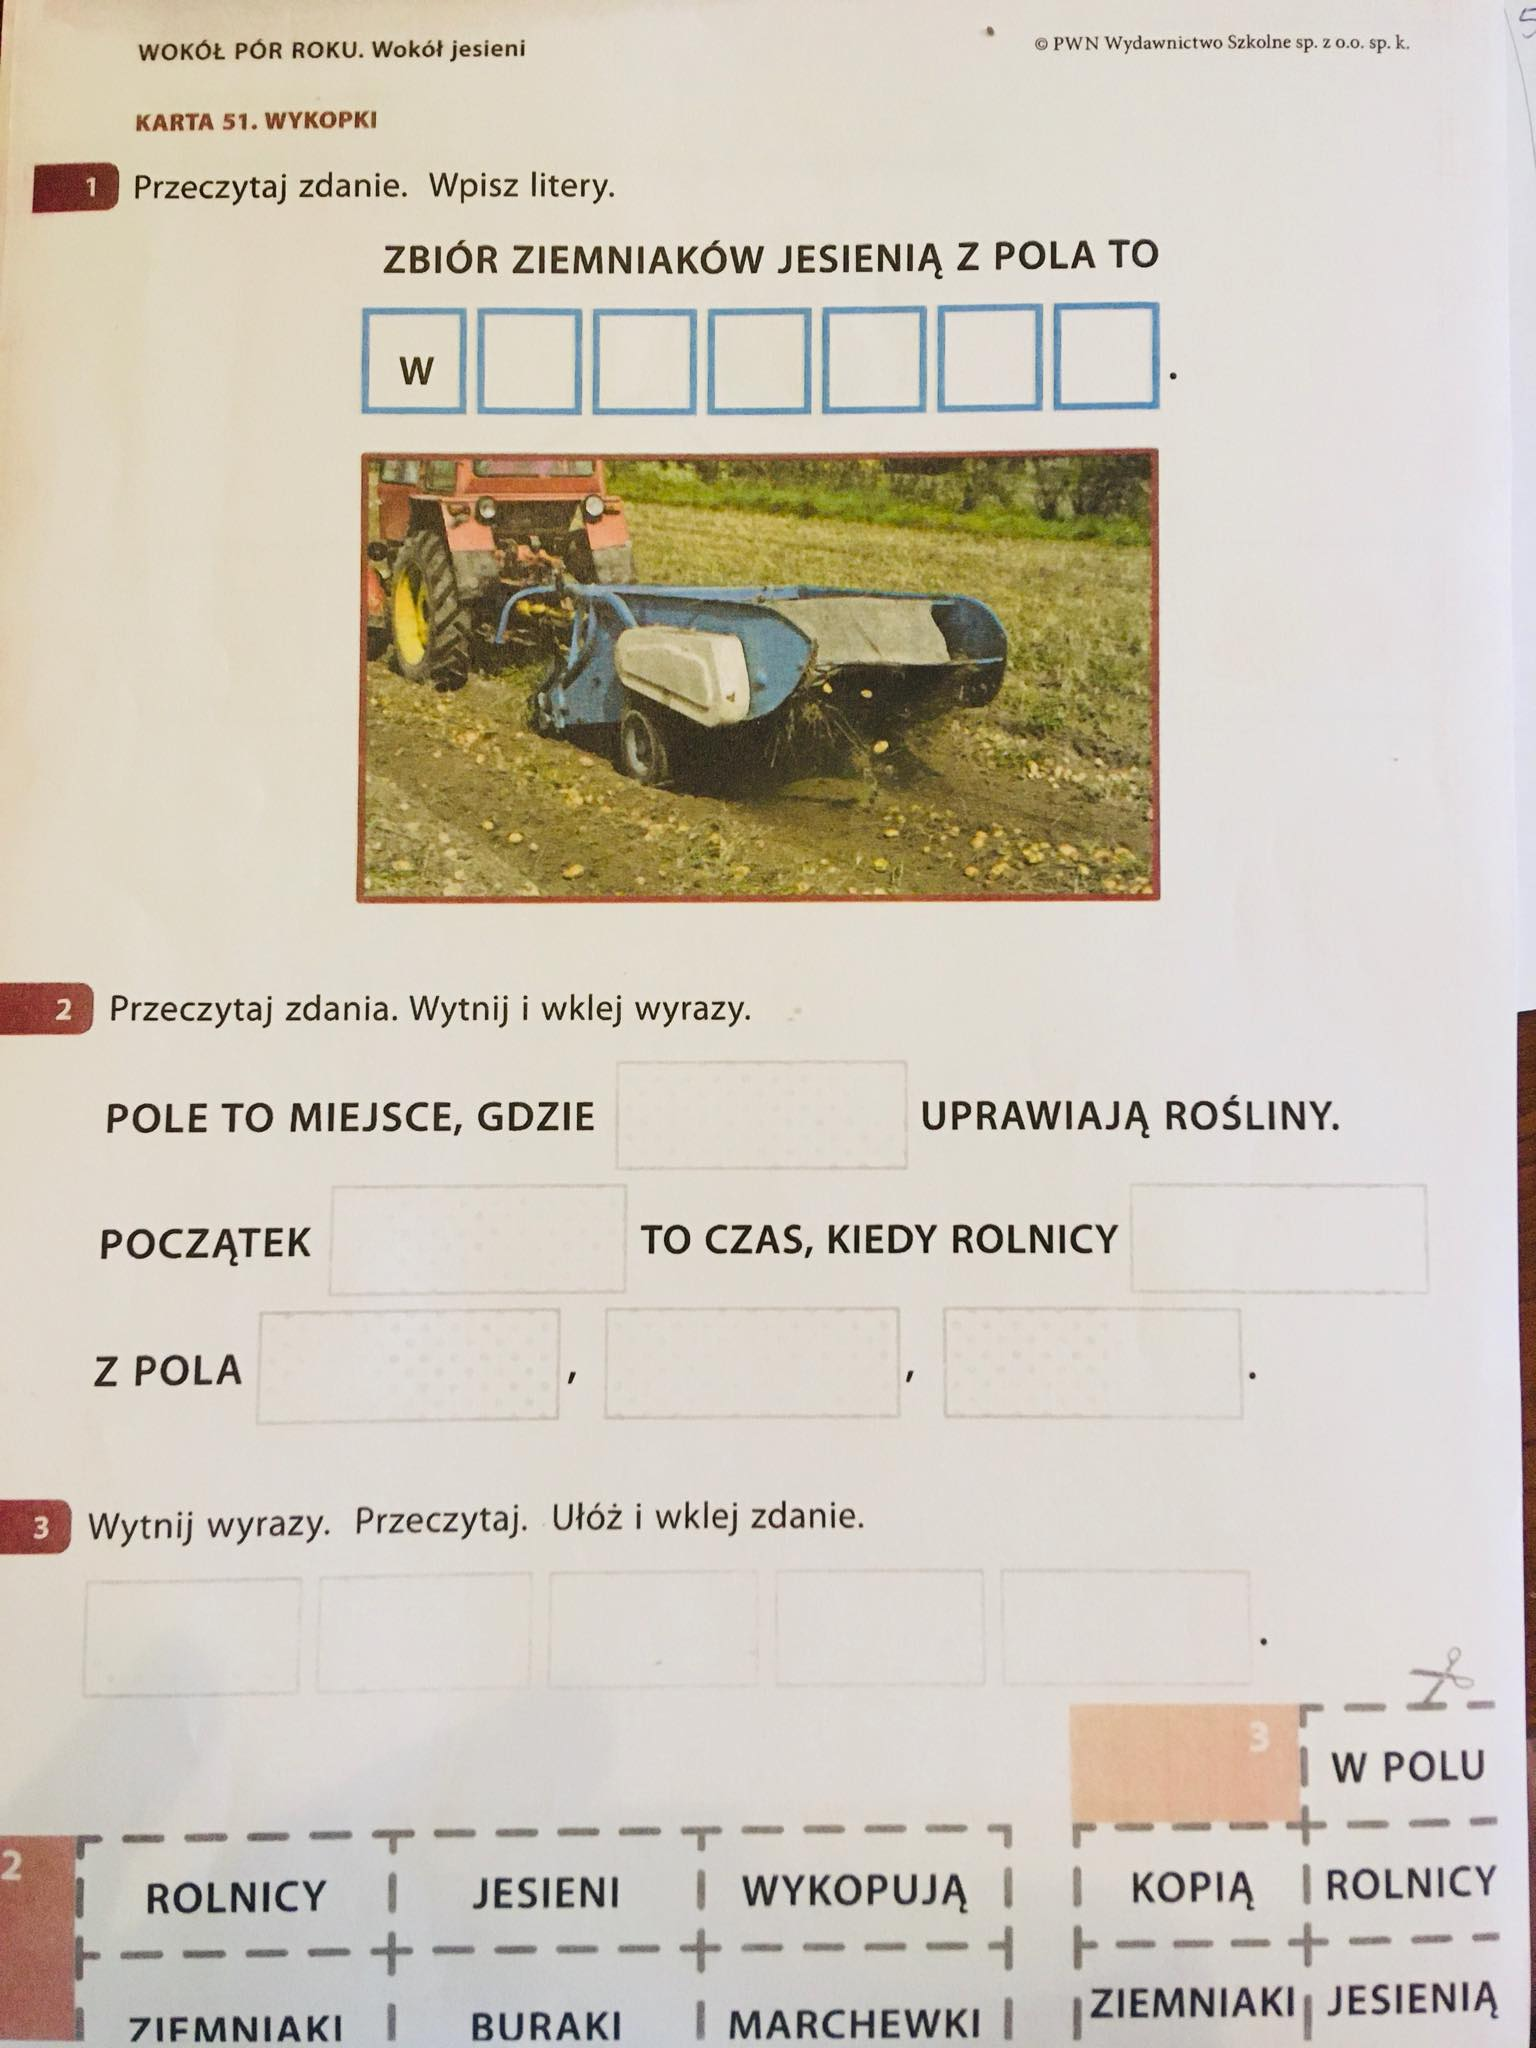 WOKÓŁ PÓR ROKU. Wokół jesieni
© PWN Wydawnictwo Szkolne sp. z o.o. sp. k.
KARTA 51. WYKOPKI
1 Przeczytaj zdanie. Wpisz litery.
ZBIÓR ZIEMNIAKÓW JESIENIĄ Z POLA TO
W .
2 Przeczytaj zdania. Wytnij i wklej wyrazy.
POLE TO MIEJSCE, GDZIE UPRAWIAJĄ ROŚLINY.
POCZĄTEK TO CZAS, KIEDY ROLNICY
Z POLA , , .
3 Wytnij wyrazy. Przeczytaj. Ułóż i wklej zdanie.
.
2
ROLNICY JESIENI WYKOPUJĄ
ZIEMNIAKI BURAKI MARCHEWKI
3
W POLU
KOPIĄ ROLNICY
ZIEMNIAKI JESIENIĄ
5